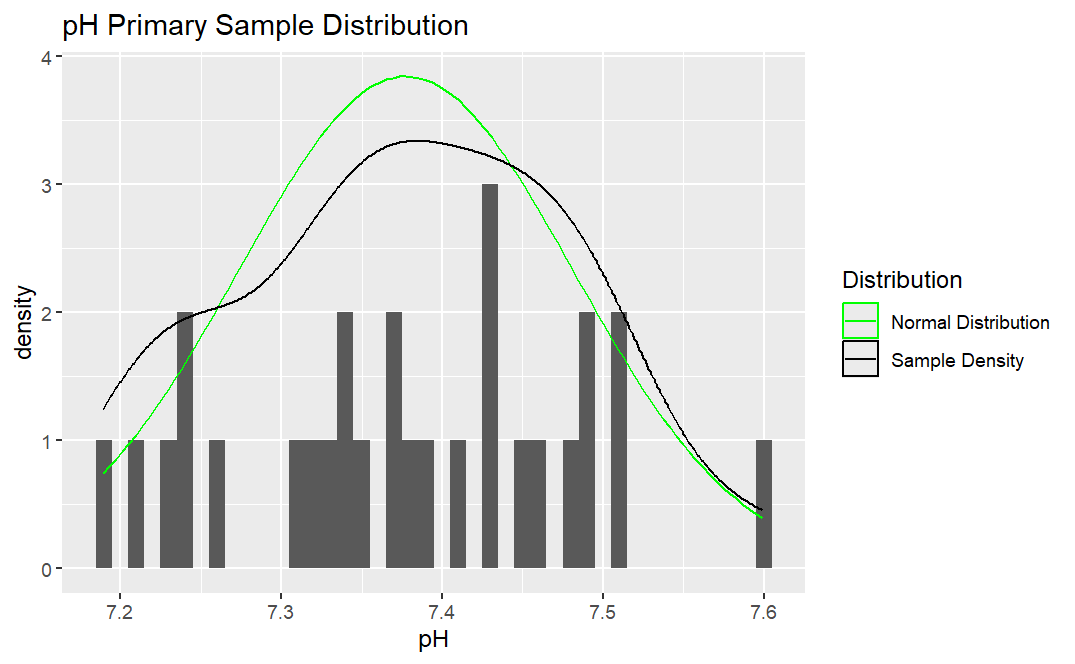 pH Primary Sample Distribution
4
3
2
1
0
density
7.2 7.3 7.4 7.5 7.6
pH
Distribution
Normal Distribution
Sample Density